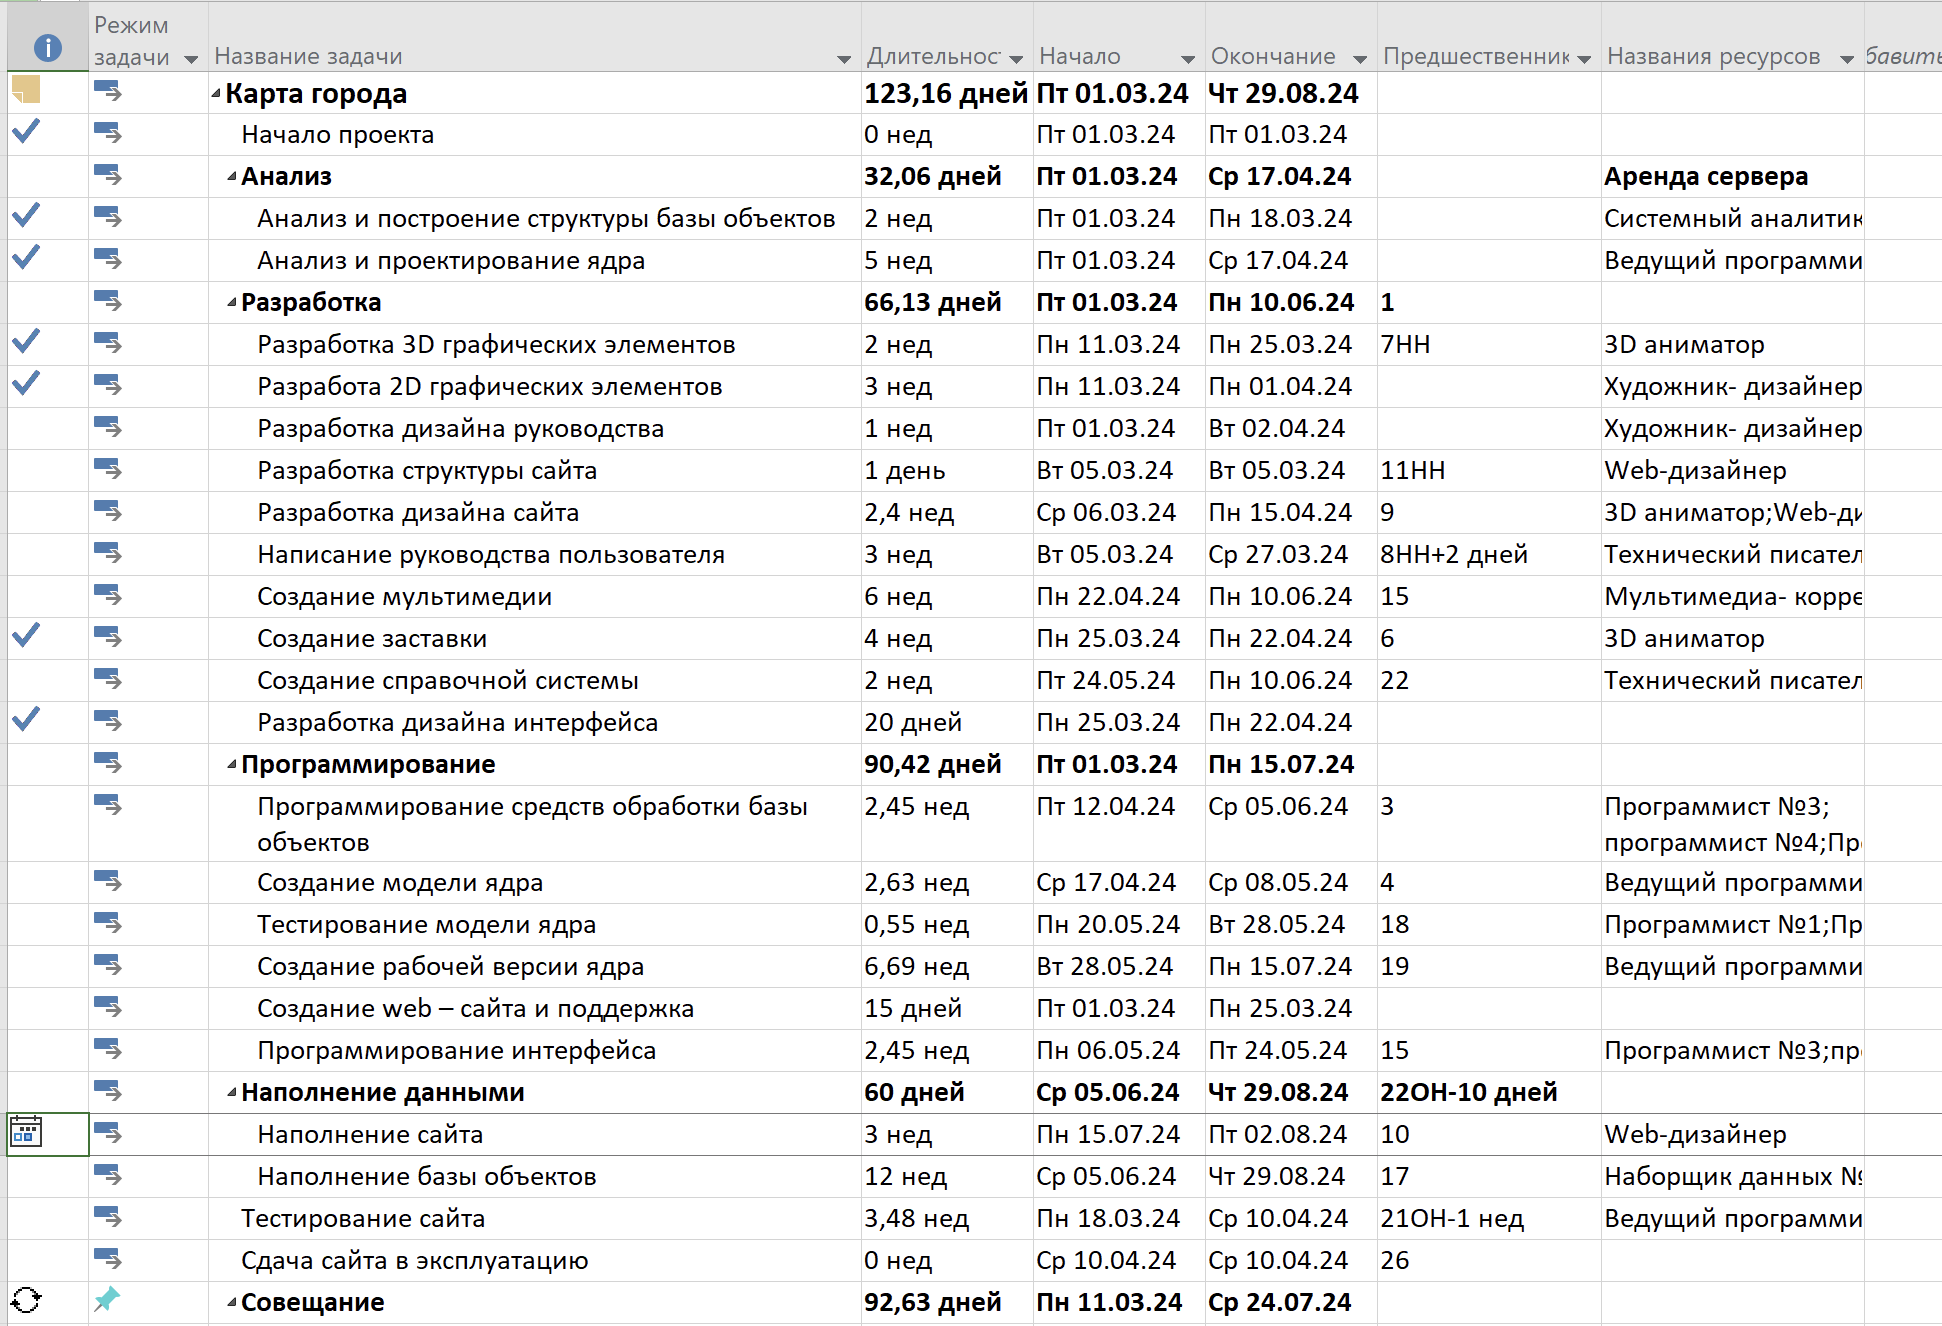 Режим задачи Название задачи Длительнос Начало Окончание Предшественник Названия ресурсов бавить
Карта города 123,16 дней Пт 01.03.24 Чт 29.08.24
Начало проекта 0 нед Пт 01.03.24 Пт 01.03.24
Анализ 32,06 дней Пт 01.03.24 Ср 17.04.24 Аренда сервера
Анализ и построение структуры базы объектов 2 нед Пт 01.03.24 Пн 18.03.24 Системный аналитик
Анализ и проектирование ядра 5 нед Пт 01.03.24 Ср 17.04.24 Ведущий программи
Разработка 66,13 дней Пт 01.03.24 Пн 10.06.24 1
Разработка 3D графических элементов 2 нед Пн 11.03.24 Пн 25.03.24 7НН 3D аниматор
Разработа 2D графических элементов 3 нед Пн 11.03.24 Пн 01.04.24 Художник- дизайнер
Разработка дизайна руководства 1 нед Пт 01.03.24 Вт 02.04.24 Художник- дизайнер
Разработка структуры сайта 1 день Вт 05.03.24 Вт 05.03.24 11НН Web-дизайнер
Разработка дизайна сайта 2,4 нед Ср 06.03.24 Пн 15.04.24 9 3D аниматор;Web-ди
Написание руководства пользователя 3 нед Вт 05.03.24 Ср 27.03.24 8НН+2 дней Технический писател
Создание мультимедии 6 нед Пн 22.04.24 Пн 10.06.24 15 Мультимедиа- корре
Создание заставки 4 нед Пн 25.03.24 Пн 22.04.24 6 3D аниматор
Создание справочной системы 2 нед Пт 24.05.24 Пн 10.06.24 22 Технический писател
Разработка дизайна интерфейса 20 дней Пн 25.03.24 Пн 22.04.24
Программирование 90,42 дней Пт 01.03.24 Пн 15.07.24
Программирование средств обработки базы 2,45 нед Пт 12.04.24 Ср 05.06.24 3 Программист №3;
объектов программист №4;Пр
Создание модели ядра 2,63 нед Ср 17.04.24 Ср 08.05.24 4 Ведущий программи
Тестирование модели ядра 0,55 нед Пн 20.05.24 Вт 28.05.24 18 Программист №1;Пр
Создание рабочей версии ядра 6,69 нед Вт 28.05.24 Пн 15.07.24 19 Ведущий программи
Создание web – сайта и поддержка 15 дней Пт 01.03.24 Пн 25.03.24
Программирование интерфейса 2,45 нед Пн 06.05.24 Пт 24.05.24 15 Программист №3;пр
Наполнение данными 60 дней Ср 05.06.24 Чт 29.08.24 22ОН-10 дней
Наполнение сайта 3 нед Пн 15.07.24 Пт 02.08.24 10 Web-дизайнер
Наполнение базы объектов 12 нед Ср 05.06.24 Чт 29.08.24 17 Наборщик данных №
Тестирование сайта 3,48 нед Пн 18.03.24 Ср 10.04.24 21ОН-1 нед Ведущий программи
Сдача сайта в эксплуатацию 0 нед Ср 10.04.24 Ср 10.04.24 26
Совещание 92,63 дней Пн 11.03.24 Ср 24.07.24